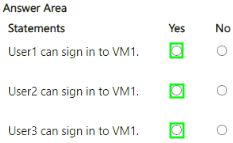 Answer Area
Statements Yes No
User1 can sign in to VM1.
User2 can sign in to VM1.
User3 can sign in to VM1.